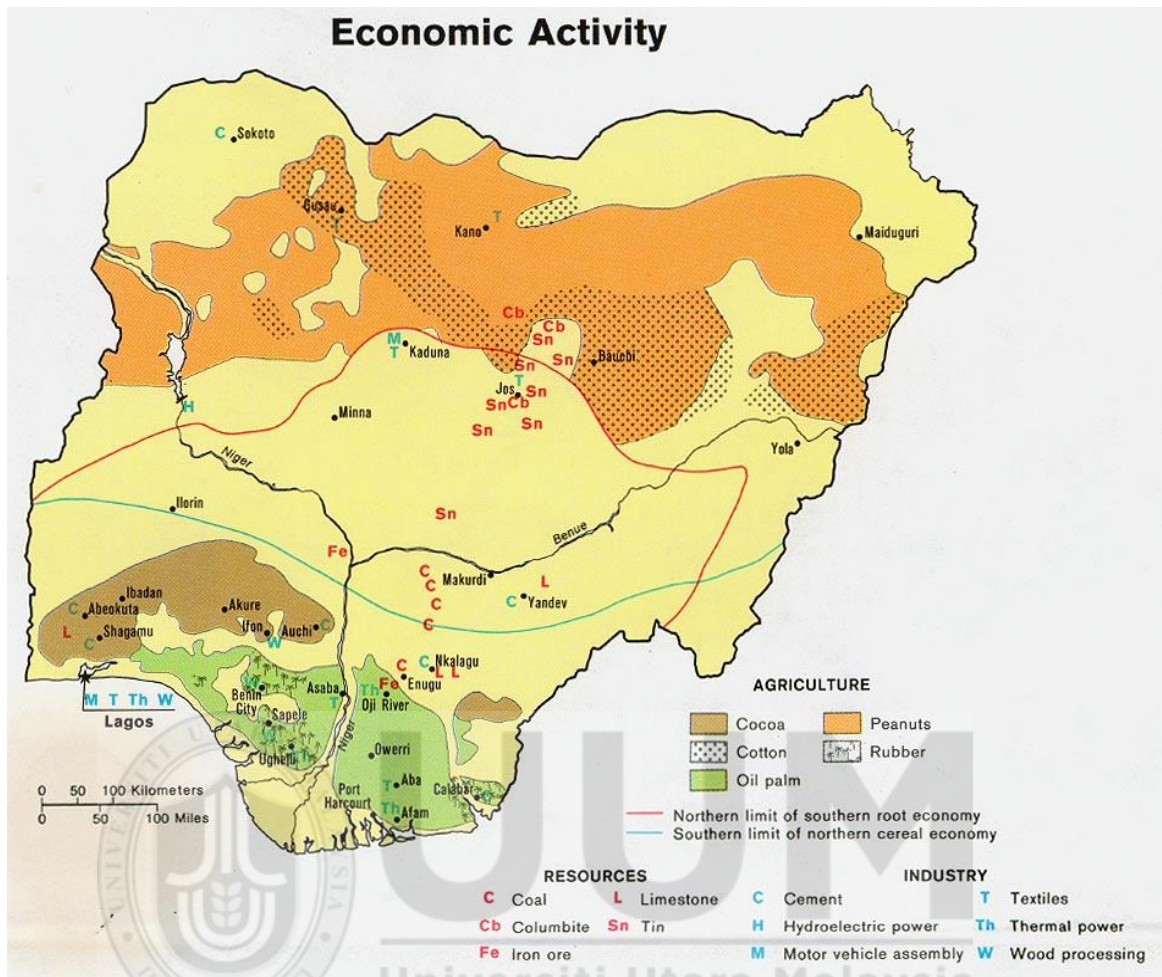 Economic Activity
C Sokoto
Gusau
T
Kano T
Maiduguri
Cb
Cb
Sn
M
T Kaduna
Sn
Sn
Bauchi
T
Jos Sn
Sn Cb
H
Minna
Sn
Sn
Yola
Niger
Ilorin
Sn
Benue
Fe
C
Makurdi
L
C
C Yandev
C
C
Ibadan
C Abeokuta
Akure
L
C Shagamu
Ifon
Auchi C
W
C Nkalagu
L L
C Enugu
Fe
Th
Oji River
Asaba
T
W
Benin
City
M T Th W
Lagos
Sapele
Ughelli
Niger
Owerri
T Aba
Port
Harcourt
Th Afam
Calabar
0 50 100 Kilometers
0 50 100 Miles
AGRICULTURE
Cocoa Peanuts
Cotton Rubber
Oil palm
Northern limit of southern root economy
Southern limit of northern cereal economy
RESOURCES INDUSTRY
C Coal L Limestone C Cement T Textiles
Cb Columbite Sn Tin H Hydroelectric power Th Thermal power
Fe Iron ore M Motor vehicle assembly W Wood processing
UUM